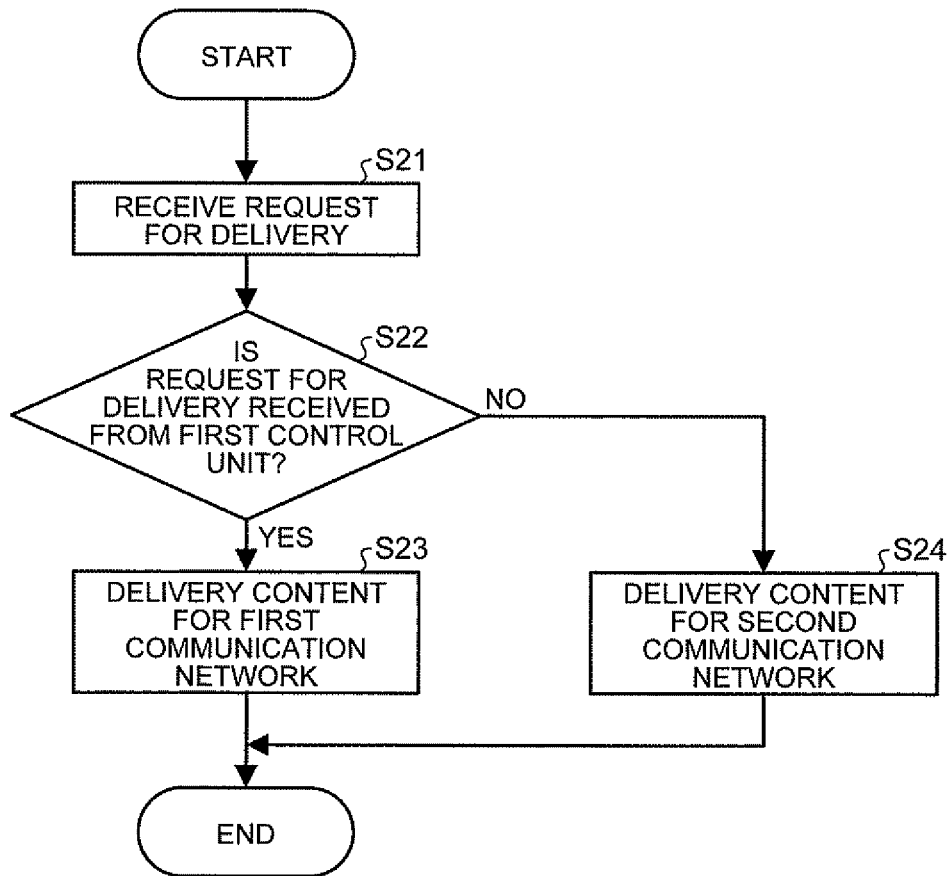 START
S21
RECEIVE REQUEST
FOR DELIVERY
S22
IS
REQUEST FOR
DELIVERY RECEIVED
FROM FIRST CONTROL
UNIT?
NO
YES
S23
DELIVERY CONTENT
FOR FIRST
COMMUNICATION
NETWORK
S24
DELIVERY CONTENT
FOR SECOND
COMMUNICATION
NETWORK
END